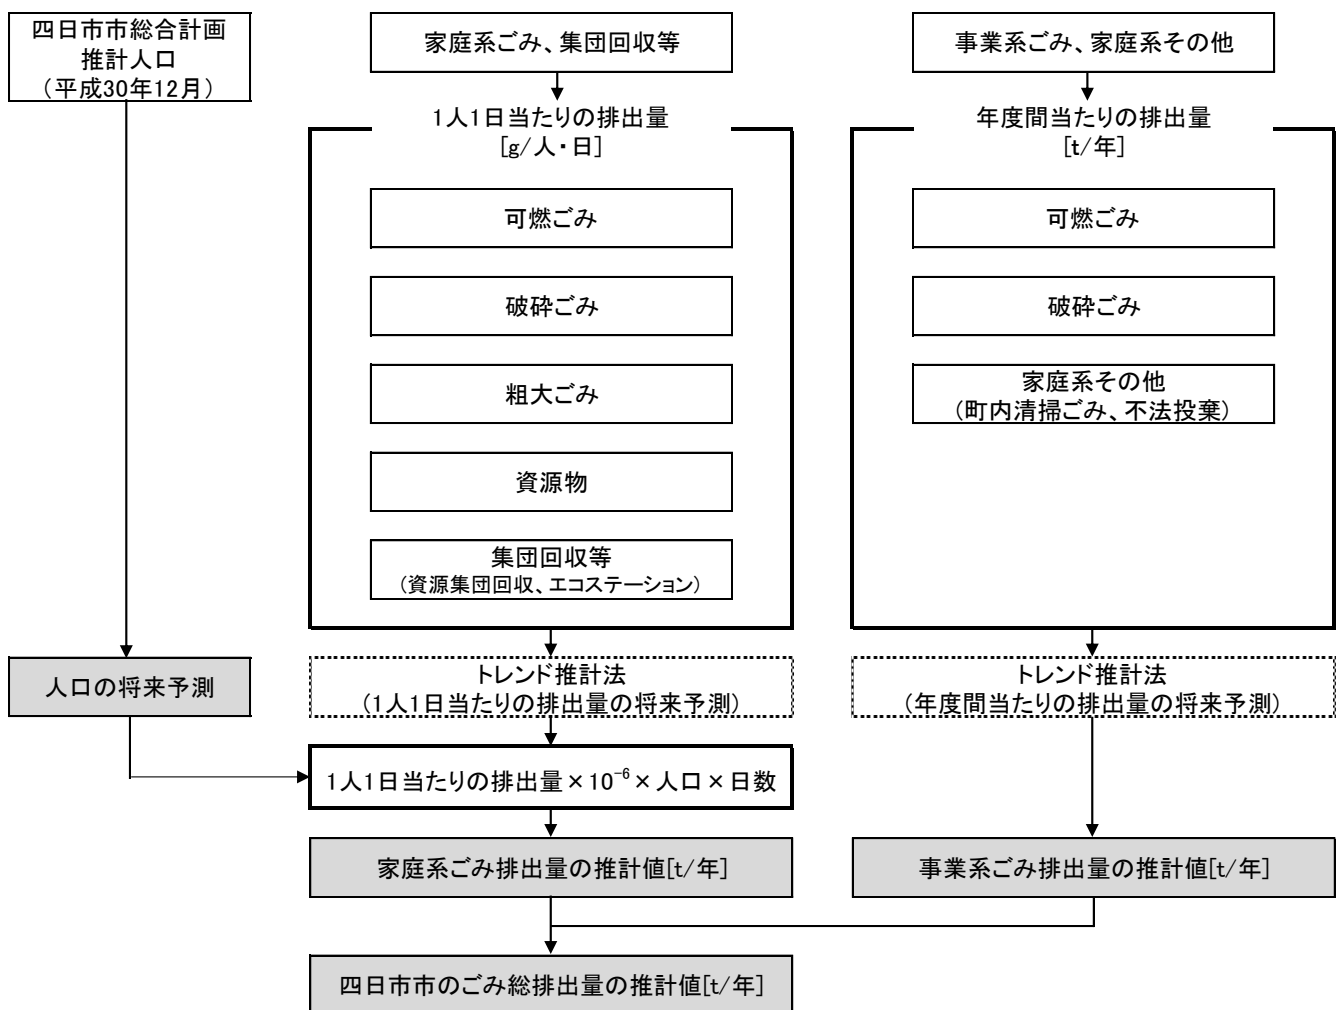 四日市市総合計画
推計人口
（平成30年12月）
家庭系ごみ、集団回収等
事業系ごみ、家庭系その他
1人1日当たりの排出量
[g/人・日]
可燃ごみ
破砕ごみ
粗大ごみ
資源物
集団回収等
（資源集団回収、エコステーション）
年度間当たりの排出量
[t/年]
可燃ごみ
破砕ごみ
家庭系その他
（町内清掃ごみ、不法投棄）
人口の将来予測
トレンド推計法
（1人1日当たりの排出量の将来予測）
トレンド推計法
（年度間当たりの排出量の将来予測）
1人1日当たりの排出量×10⁻⁶×人口×日数
家庭系ごみ排出量の推計値[t/年]
事業系ごみ排出量の推計値[t/年]
四日市市のごみ総排出量の推計値[t/年]